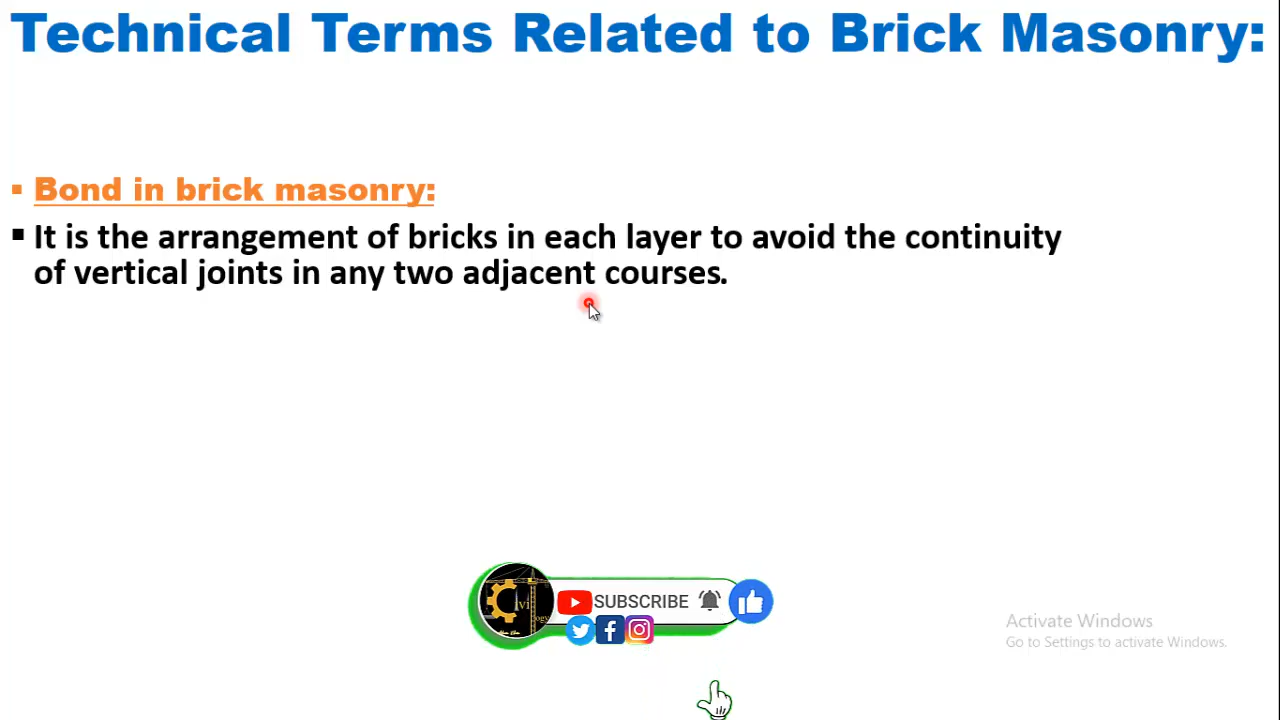 Technical Terms Related to Brick Masonry:
▪ Bond in brick masonry:
▪ It is the arrangement of bricks in each layer to avoid the continuity
of vertical joints in any two adjacent courses.
SUBSCRIBE
Activate Windows
Go to Settings to activate Windows.